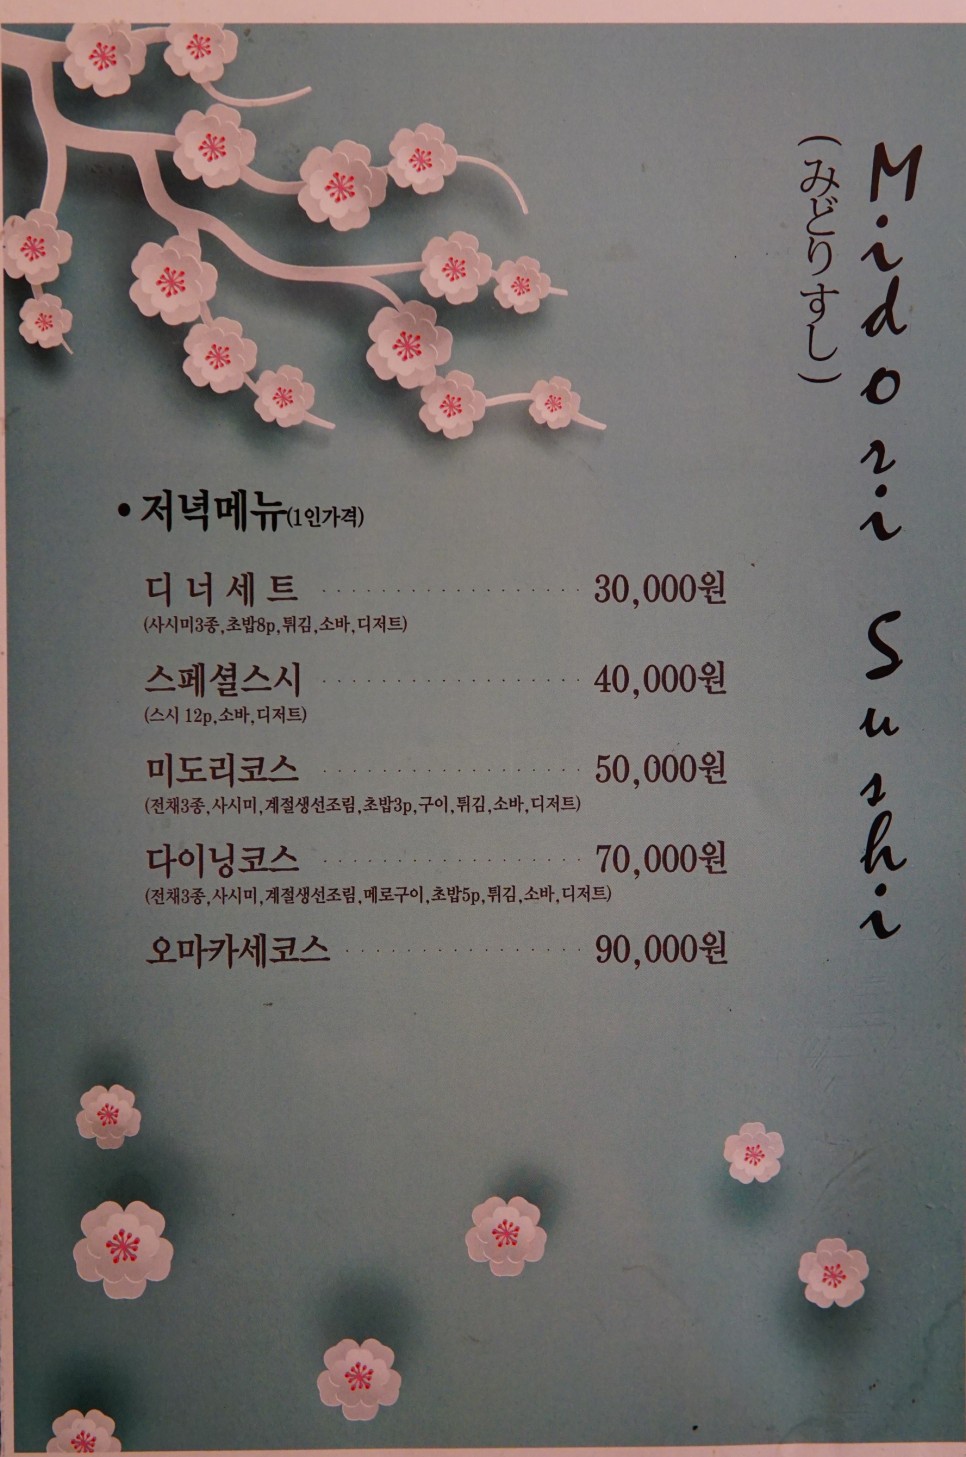 Midori Sushi
(みどりすし)
• 저녁메뉴(1인가격)
디너세트 30,000원
(사시미3종,초밥8p,튀김,소바,디저트)
스페셜스시 40,000원
(스시 12p,소바,디저트)
미도리코스 50,000원
(전채3종,사시미,계절생선조림,초밥3p,구이,튀김,소바,디저트)
다이닝코스 70,000원
(전채3종,사시미,계절생선조림,메로구이,초밥5p,튀김,소바,디저트)
오마카세코스 90,000원